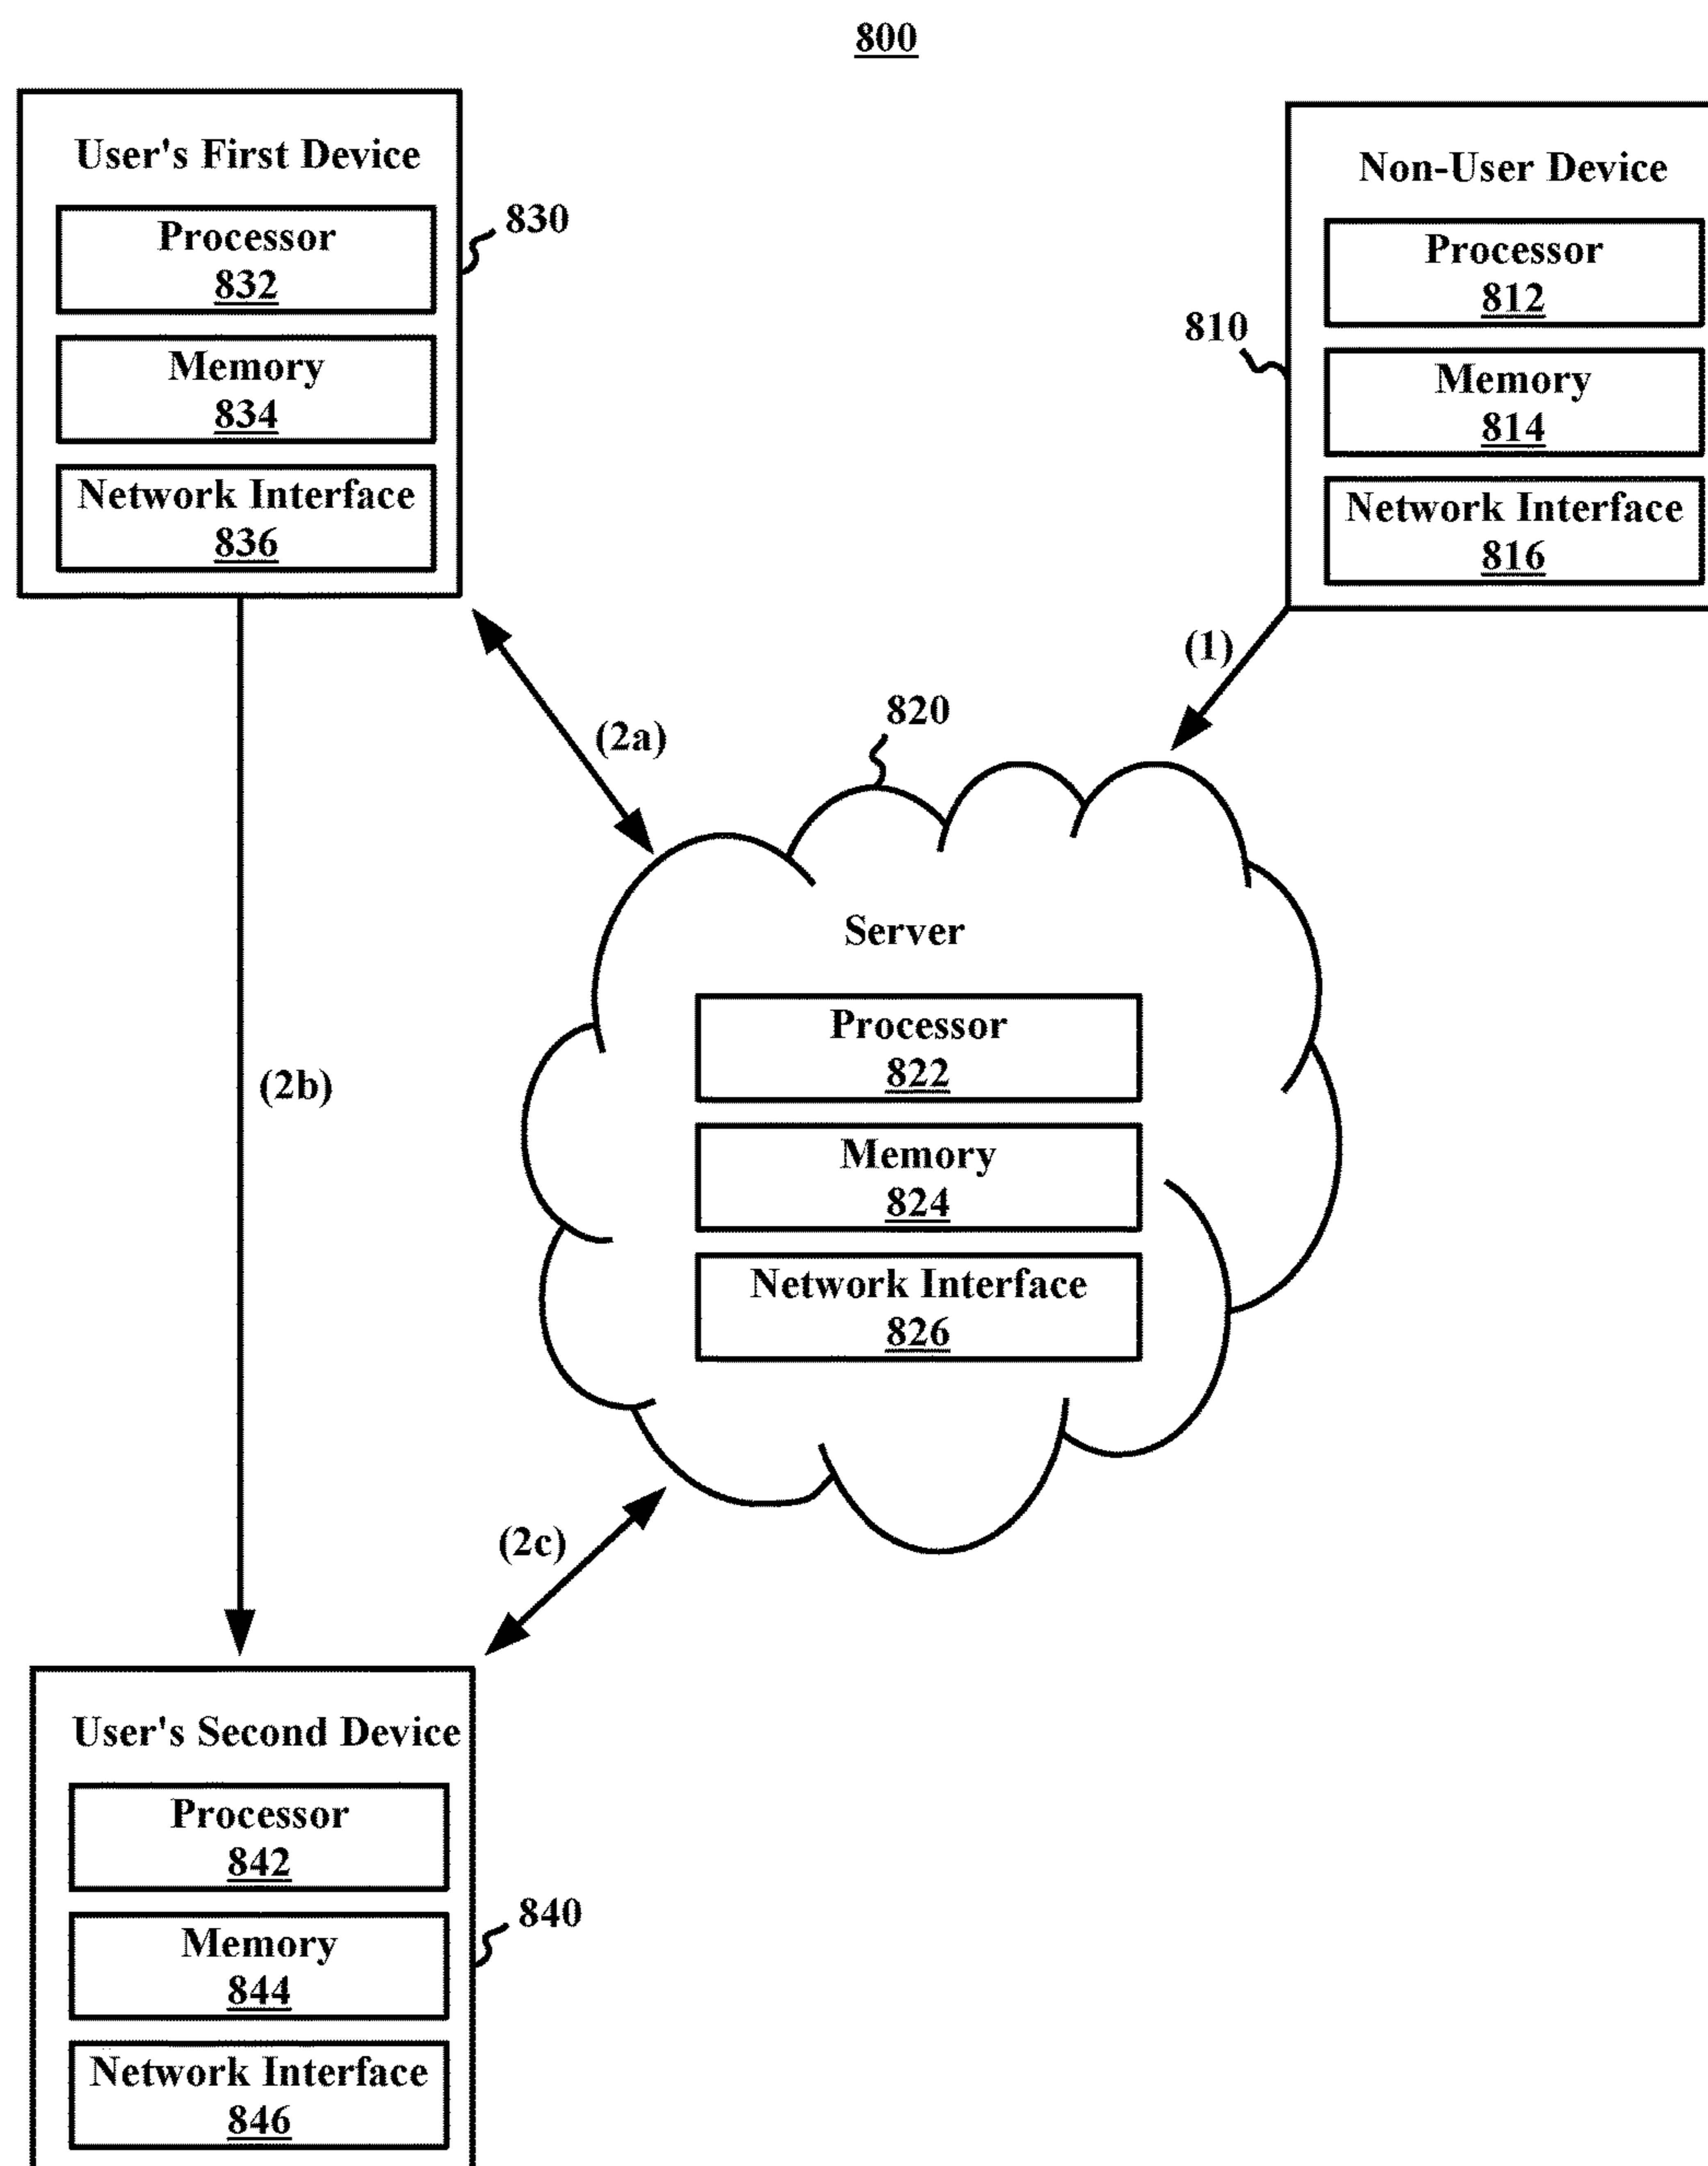 800
User's First Device
Processor
832
Memory
834
Network Interface
836
830
Non-User Device
Processor
812
Memory
814
Network Interface
816
810
(1)
(2a)
820
Server
Processor
822
Memory
824
Network Interface
826
(2b)
(2c)
User's Second Device
Processor
842
Memory
844
Network Interface
846
840